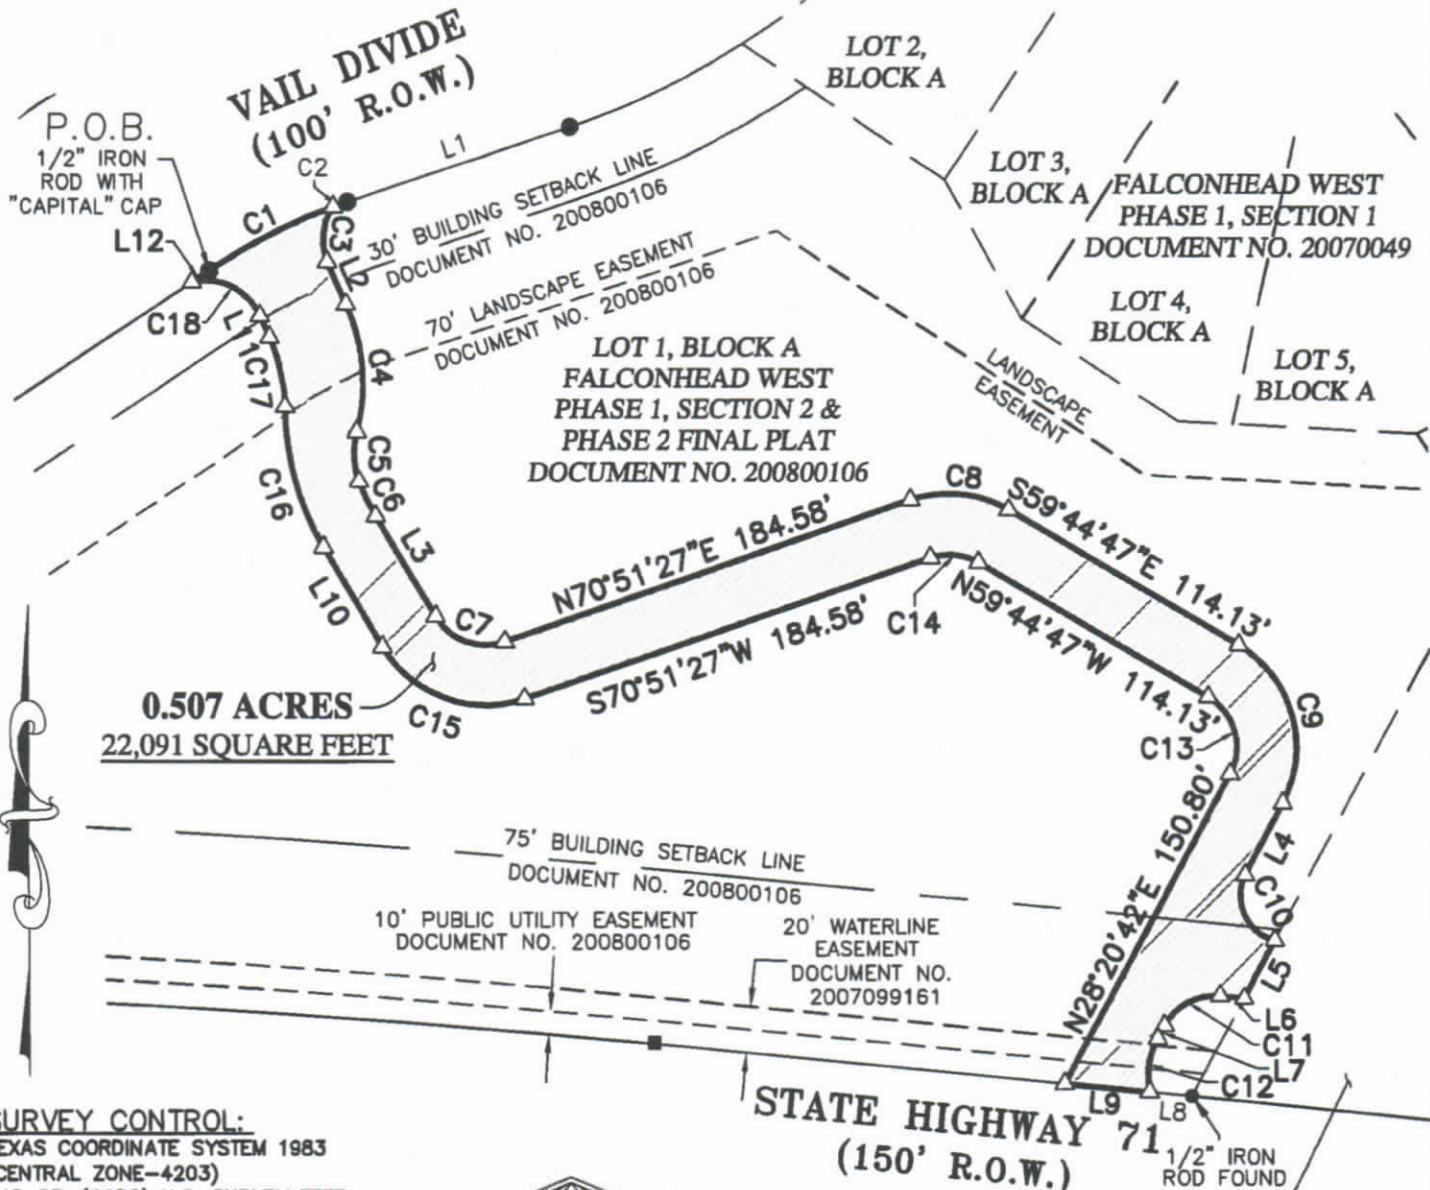 VAIL DIVIDE
(100' R.O.W.)
P.O.B.
1/2" IRON
ROD WITH
"CAPITAL" CAP
L12
C1
C2
L1
C3
L2
30' BUILDING SETBACK LINE
DOCUMENT NO. 200800106
70' LANDSCAPE EASEMENT
DOCUMENT NO. 200800106
LOT 2,
BLOCK A
LOT 3,
BLOCK A
FALCONHEAD WEST
PHASE 1, SECTION 1
DOCUMENT NO. 20070049
LOT 4,
BLOCK A
LOT 5,
BLOCK A
LANDSCAPE
EASEMENT
C18
L11
C17
C4
LOT 1, BLOCK A
FALCONHEAD WEST
PHASE 1, SECTION 2 &
PHASE 2 FINAL PLAT
DOCUMENT NO. 200800106
C16
C5
C6
L3
L10
C7
C8
N70°51'27"E 184.58'
S70°51'27"W 184.58'
S59°44'47"E 114.13'
N59°44'47"W 114.13'
C14
C15
0.507 ACRES
22,091 SQUARE FEET
C9
C13
N28°20'42"E 150.80'
L4
C10
L5
L6
C11
L7
C12
75' BUILDING SETBACK LINE
DOCUMENT NO. 200800106
10' PUBLIC UTILITY EASEMENT
DOCUMENT NO. 200800106
20' WATERLINE
EASEMENT
DOCUMENT NO.
2007099161
L9
L8
STATE HIGHWAY 71
(150' R.O.W.)
1/2" IRON
ROD FOUND
SURVEY CONTROL:
EXAS COORDINATE SYSTEM 1983
CENTRAL ZONE-4203)